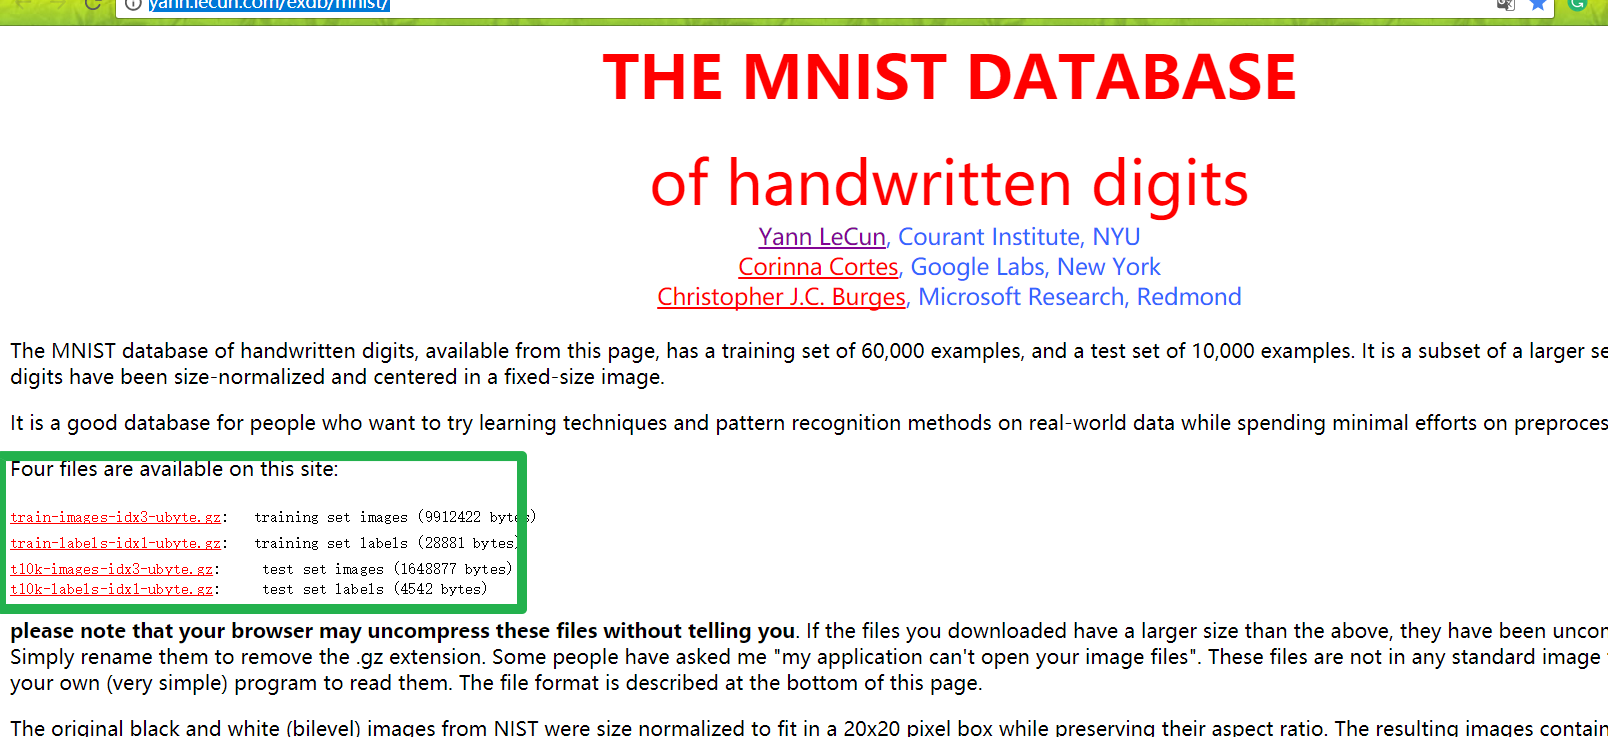 yann.lecun.com/exdb/mnist/
THE MNIST DATABASE
of handwritten digits
Yann LeCun, Courant Institute, NYU
Corinna Cortes, Google Labs, New York
Christopher J.C. Burges, Microsoft Research, Redmond
The MNIST database of handwritten digits, available from this page, has a training set of 60,000 examples, and a test set of 10,000 examples. It is a subset of a larger se
digits have been size-normalized and centered in a fixed-size image.
It is a good database for people who want to try learning techniques and pattern recognition methods on real-world data while spending minimal efforts on preproces
Four files are available on this site:
train-images-idx3-ubyte.gz: training set images (9912422 bytes)
train-labels-idx1-ubyte.gz: training set labels (28881 bytes)
t10k-images-idx3-ubyte.gz: test set images (1648877 bytes)
t10k-labels-idx1-ubyte.gz: test set labels (4542 bytes)
please note that your browser may uncompress these files without telling you. If the files you downloaded have a larger size than the above, they have been uncon
Simply rename them to remove the .gz extension. Some people have asked me "my application can't open your image files". These files are not in any standard image
your own (very simple) program to read them. The file format is described at the bottom of this page.
The original black and white (bilevel) images from NIST were size normalized to fit in a 20x20 pixel box while preserving their aspect ratio. The resulting images contain